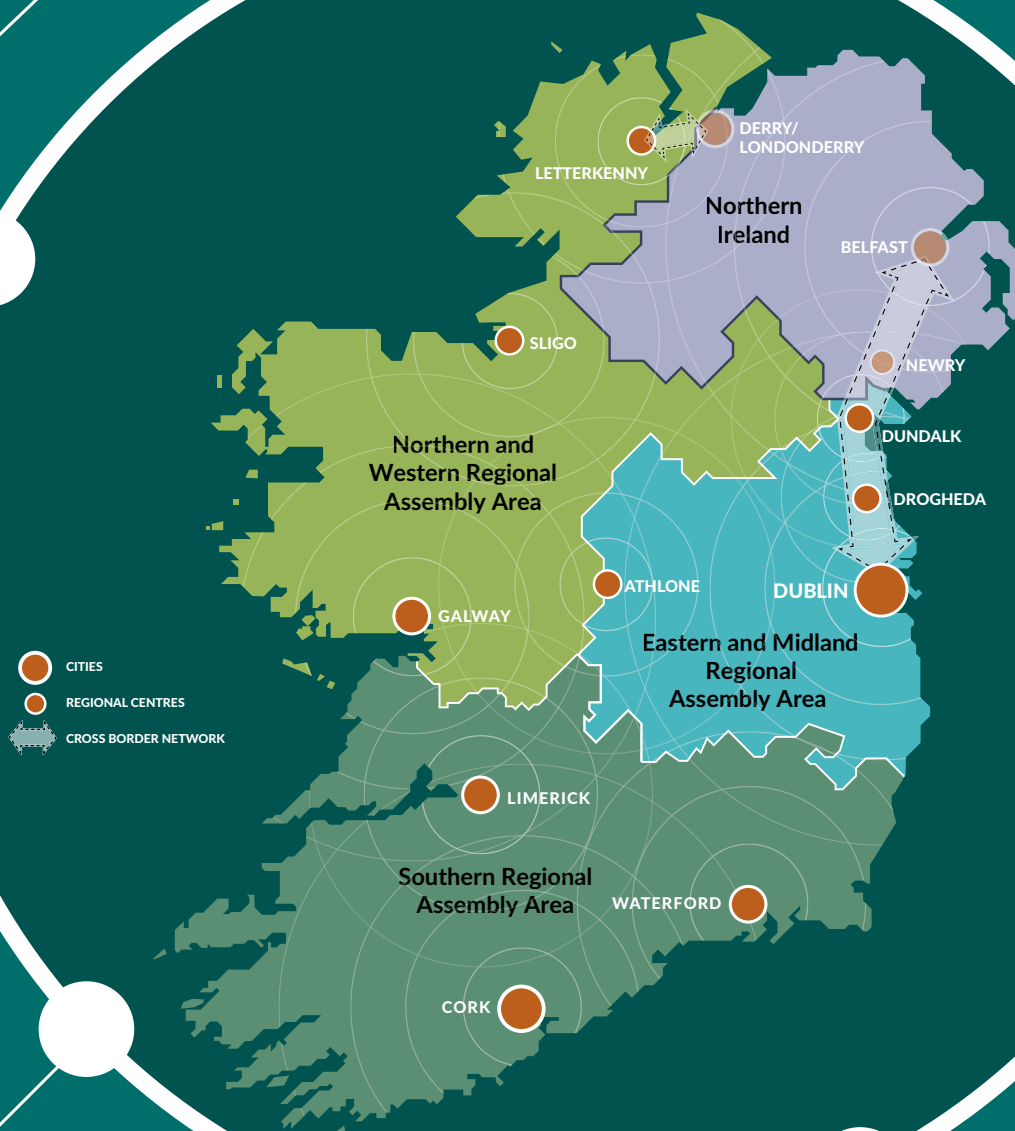 DERRY/
LONDONDERRY
LETTERKENNY
Northern
Ireland
BELFAST
SLIGO
NEWRY
DUNDALK
Northern and
Western Regional
Assembly Area
DROGHEDA
ATHLONE
DUBLIN
GALWAY
Eastern and Midland
Regional
Assembly Area
CITIES
REGIONAL CENTRES
CROSS BORDER NETWORK
LIMERICK
Southern Regional
Assembly Area
WATERFORD
CORK